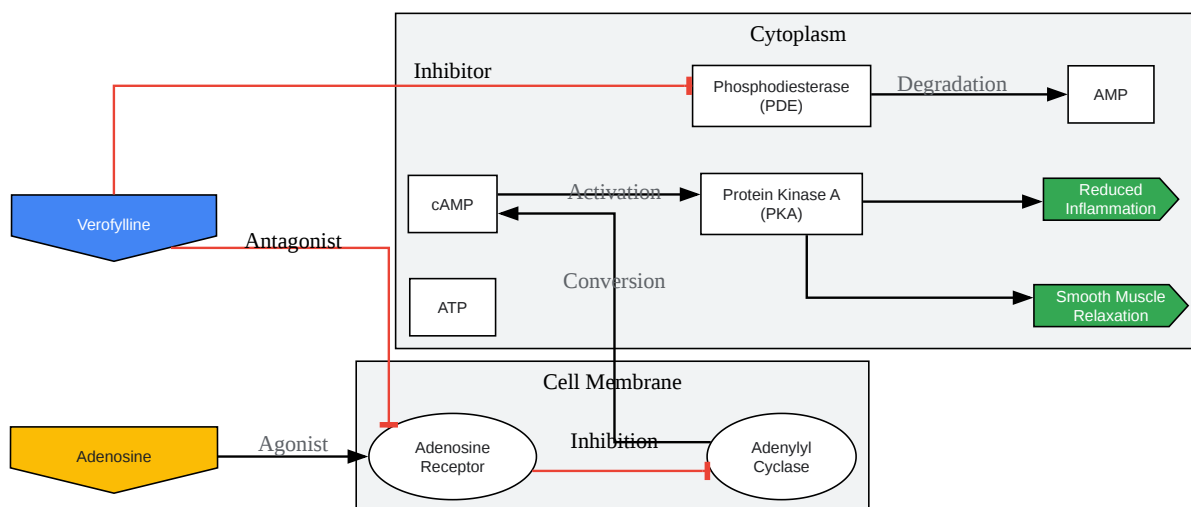 Cytoplasm
Inhibitor
Phosphodiesterase
(PDE)
Degradation
AMP
cAMP
Activation
Protein Kinase A
(PKA)
Reduced
Inflammation
Verofylline
Antagonist
Conversion
ATP
Smooth Muscle
Relaxation
Cell Membrane
Adenosine
Agonist
Adenosine
Receptor
Inhibition
Adenylyl
Cyclase